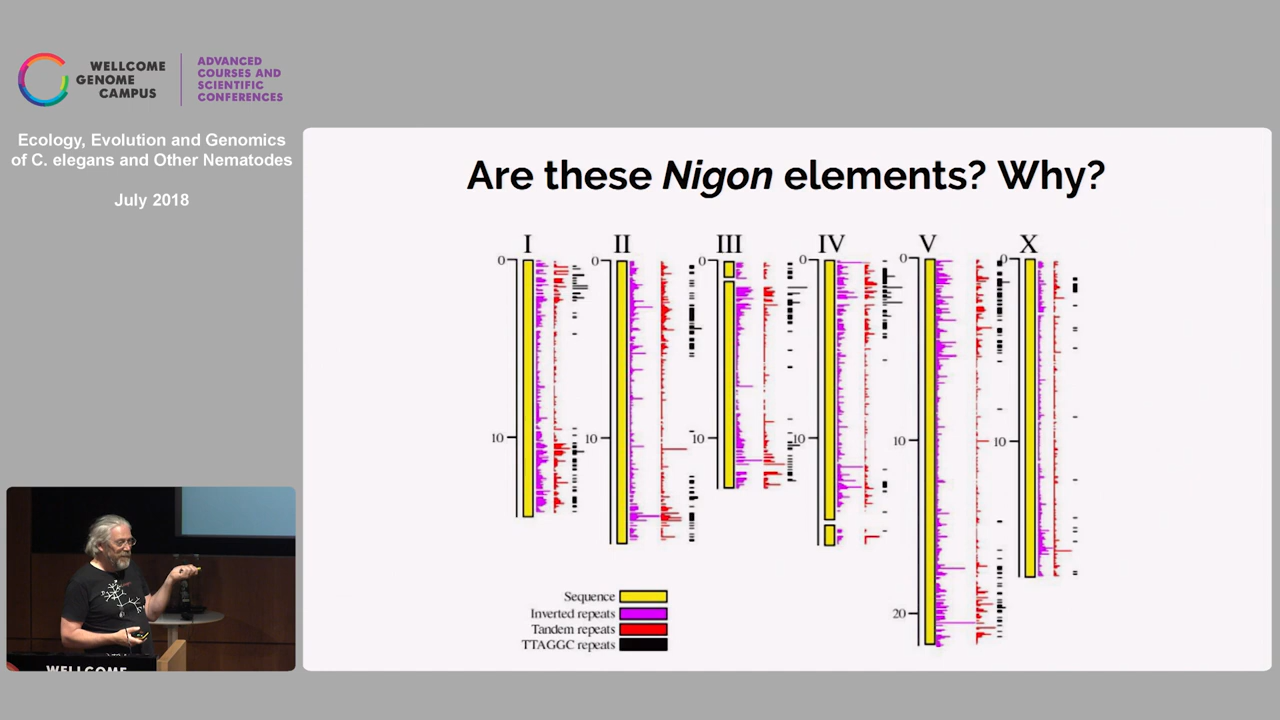 WELLCOME
GENOME
CAMPUS
ADVANCED
COURSES AND
SCIENTIFIC
CONFERENCES
Ecology, Evolution and Genomics
of C. elegans and Other Nematodes
July 2018
Are these Nigon elements? Why?
I II III IV V X
0 0 0 0 0 0
10 10 10 10 10 10
20
Sequence
Inverted repeats
Tandem repeats
TTAGGC repeats
WELLCOME